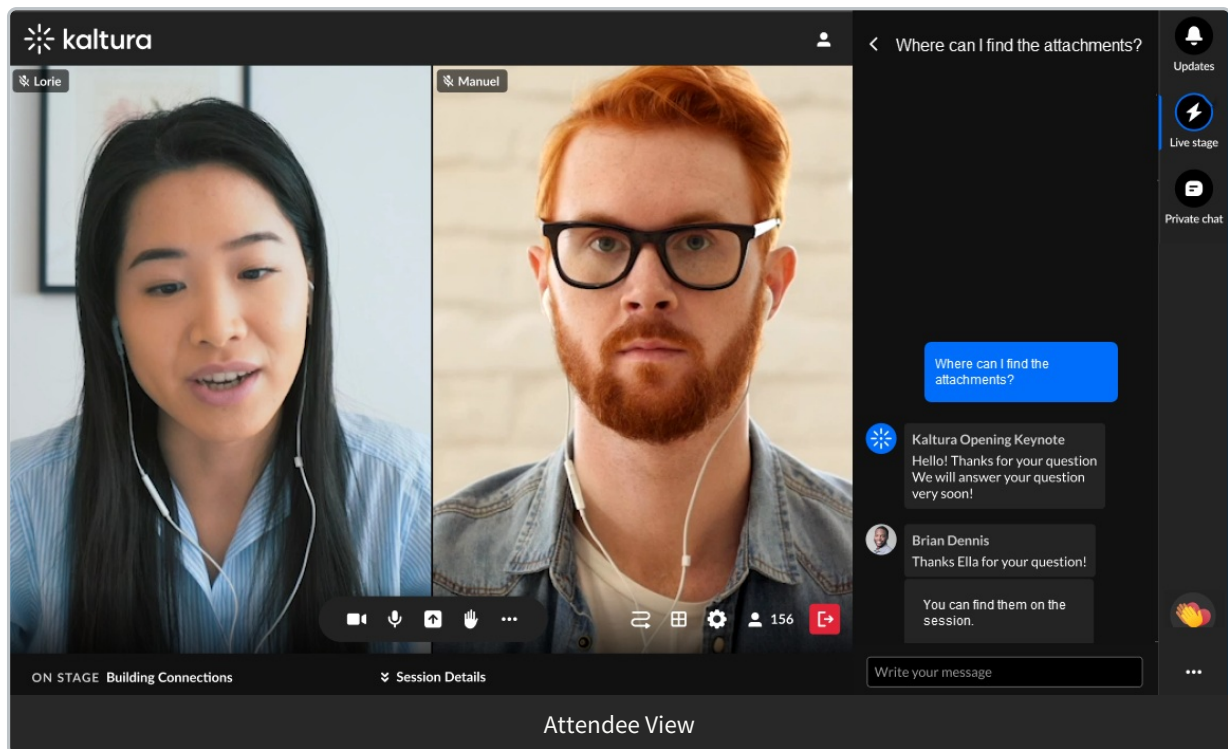 kaltura
Lorie
Manuel
ON STAGE Building Connections
Session Details
156
Where can I find the attachments?
Where can I find the
attachments?
Kaltura Opening Keynote
Hello! Thanks for your question
We will answer your question
very soon!
Brian Dennis
Thanks Ella for your question!
You can find them on the
session.
Write your message
Updates
Live stage
Private chat
Attendee View